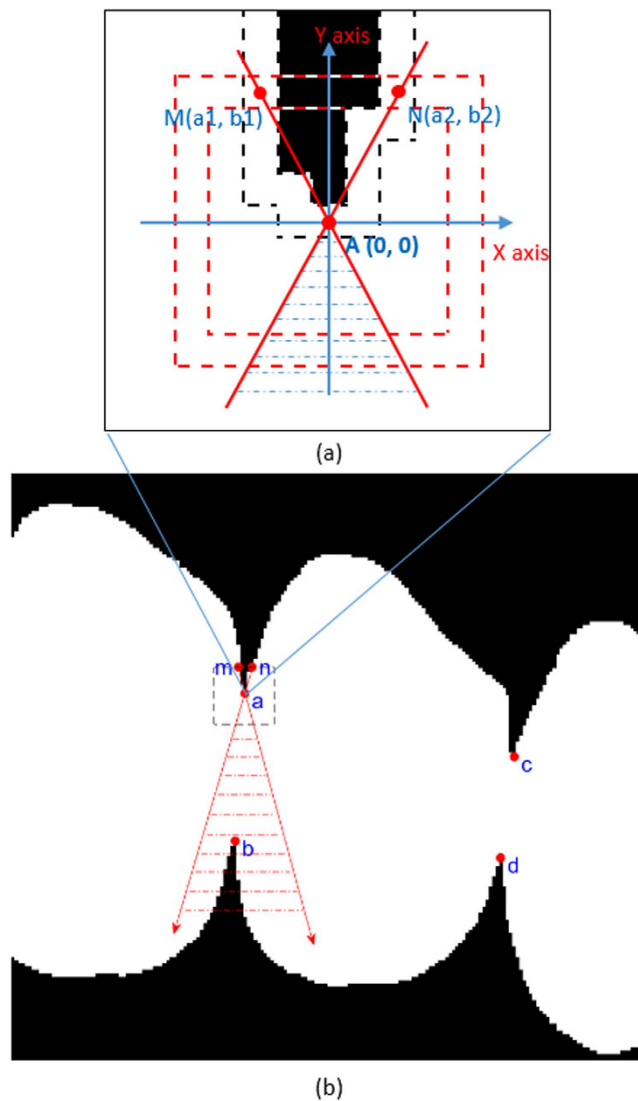 Y axis
M(a1, b1)
N(a2, b2)
A (0, 0)
X axis
(a)
m
n
a
c
b
d
(b)